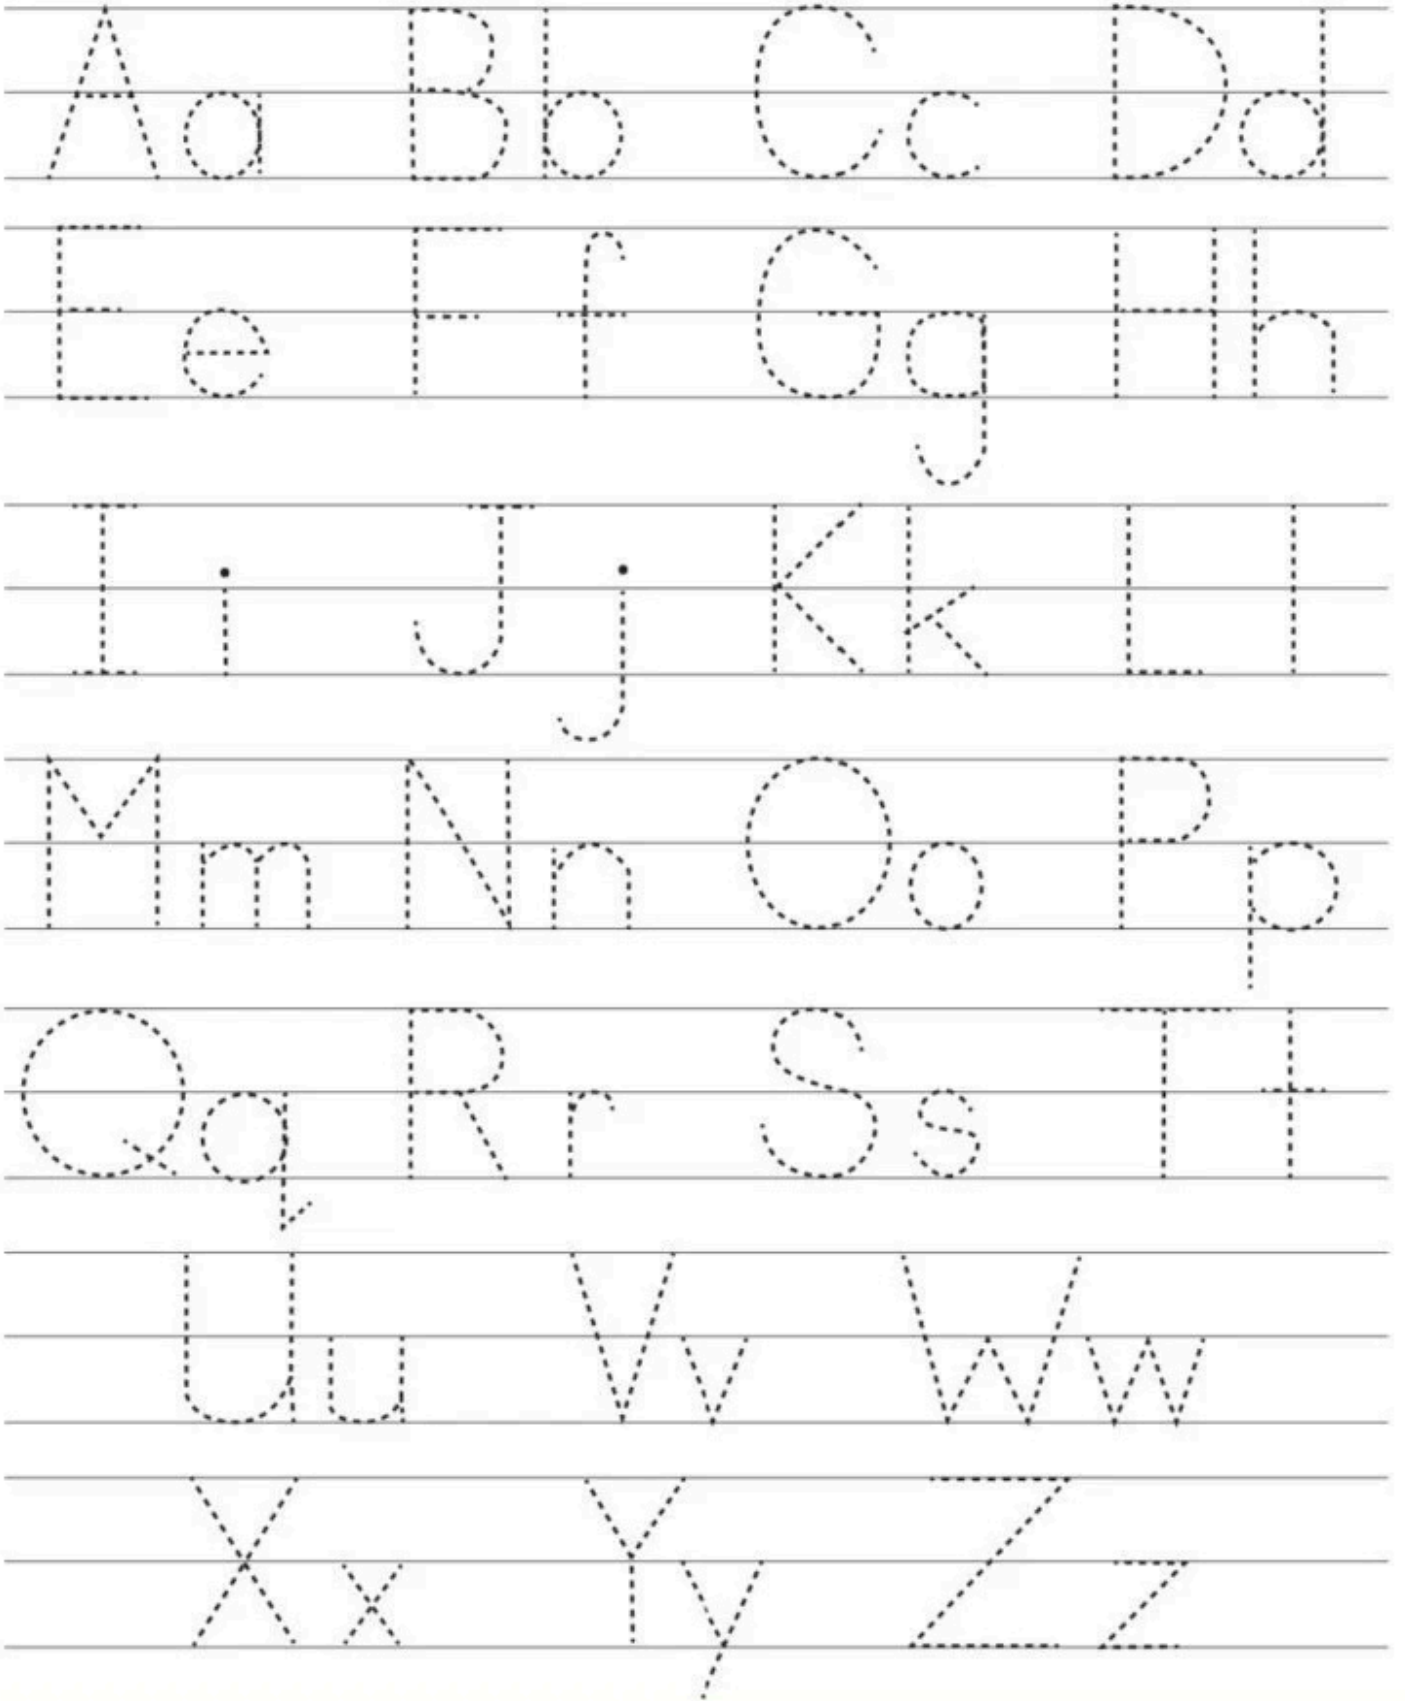 Aa Bb Cc Dd
Ee Ff Gg Hh
Ii Jj Kk Ll
Mm Nn Oo Pp
Qq Rr Ss Tt
Uu Vv Ww
Xx Yy Zz